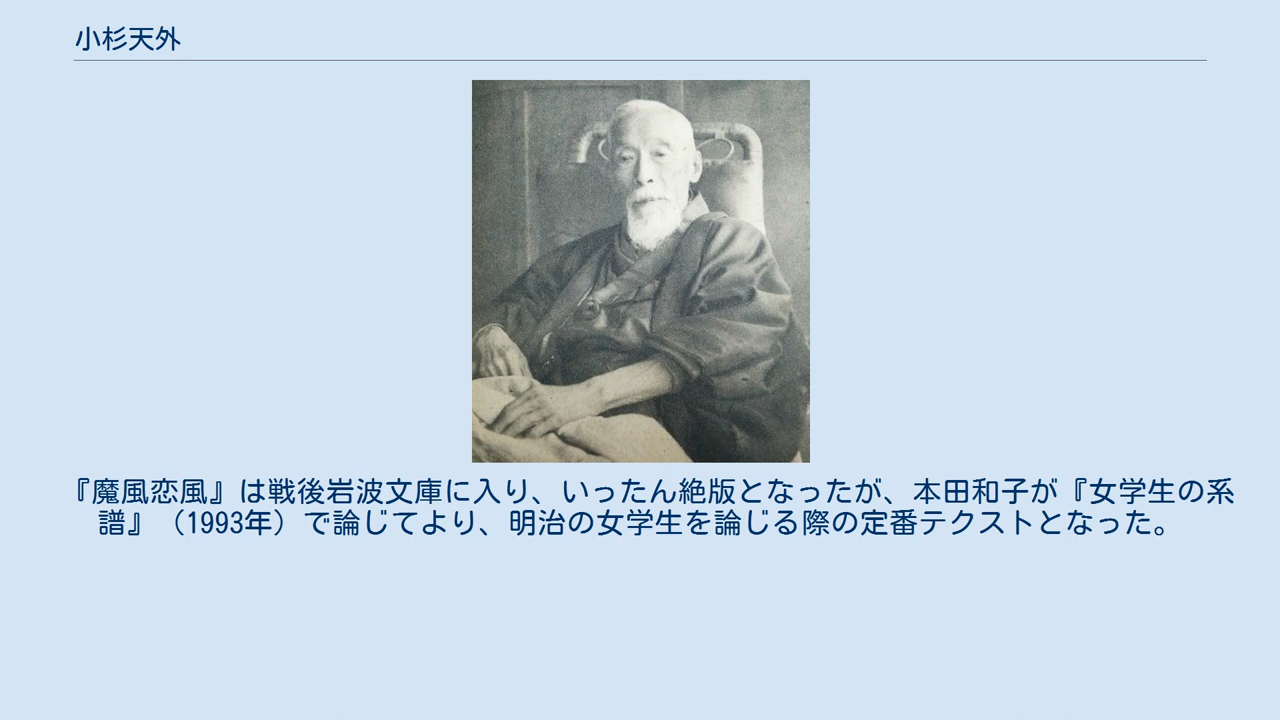 小杉天外
『魔風恋風』は戦後岩波文庫に入り、いったん絶版となったが、本田和子が『女学生の系
譜』（1993年）で論じてより、明治の女学生を論じる際の定番テクストとなった。